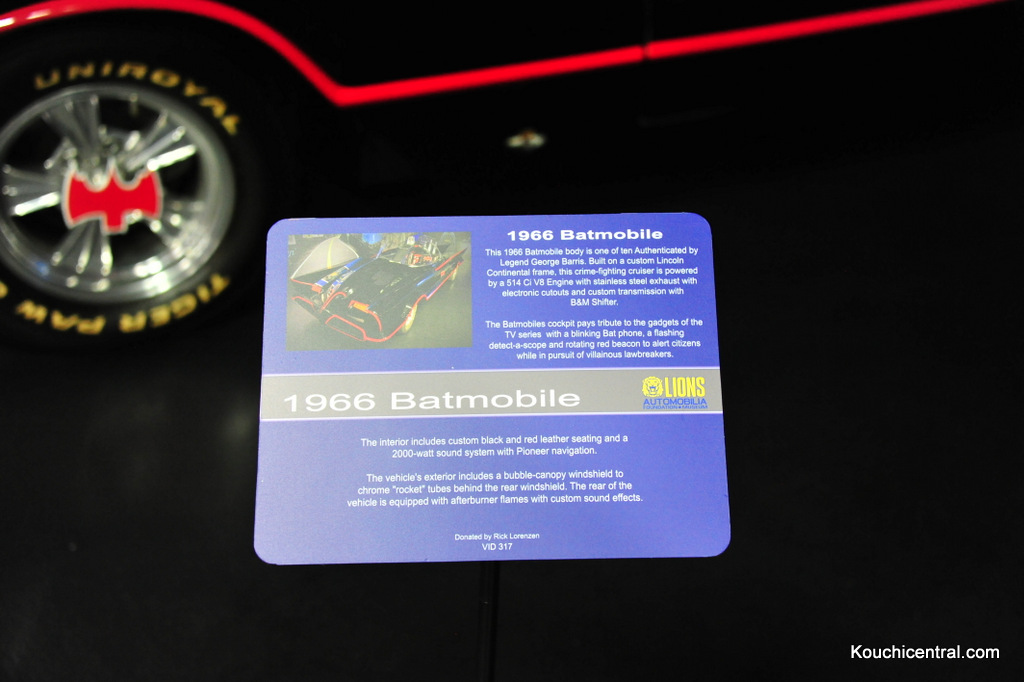 UNIROYAL
TIGER PAW
1966 Batmobile
This 1966 Batmobile body is one of ten Authenticated by
Legend George Barris. Built on a custom Lincoln
Continental frame, this crime-fighting cruiser is powered
by a 514 Ci V8 Engine with stainless steel exhaust with
electronic cutouts and custom transmission with
B&M Shifter.
The Batmobiles cockpit pays tribute to the gadgets of the
TV series with a blinking Bat phone, a flashing
detect-a-scope and rotating red beacon to alert citizens
while in pursuit of villainous lawbreakers.
1966 Batmobile
LIONS
AUTOMOBILIA
FOUNDATION★MUSEUM
The interior includes custom black and red leather seating and a
2000-watt sound system with Pioneer navigation.
The vehicle's exterior includes a bubble-canopy windshield to
chrome "rocket" tubes behind the rear windshield. The rear of the
vehicle is equipped with afterburner flames with custom sound effects.
Donated by Rick Lorenzen
VID 317
Kouchicentral.com